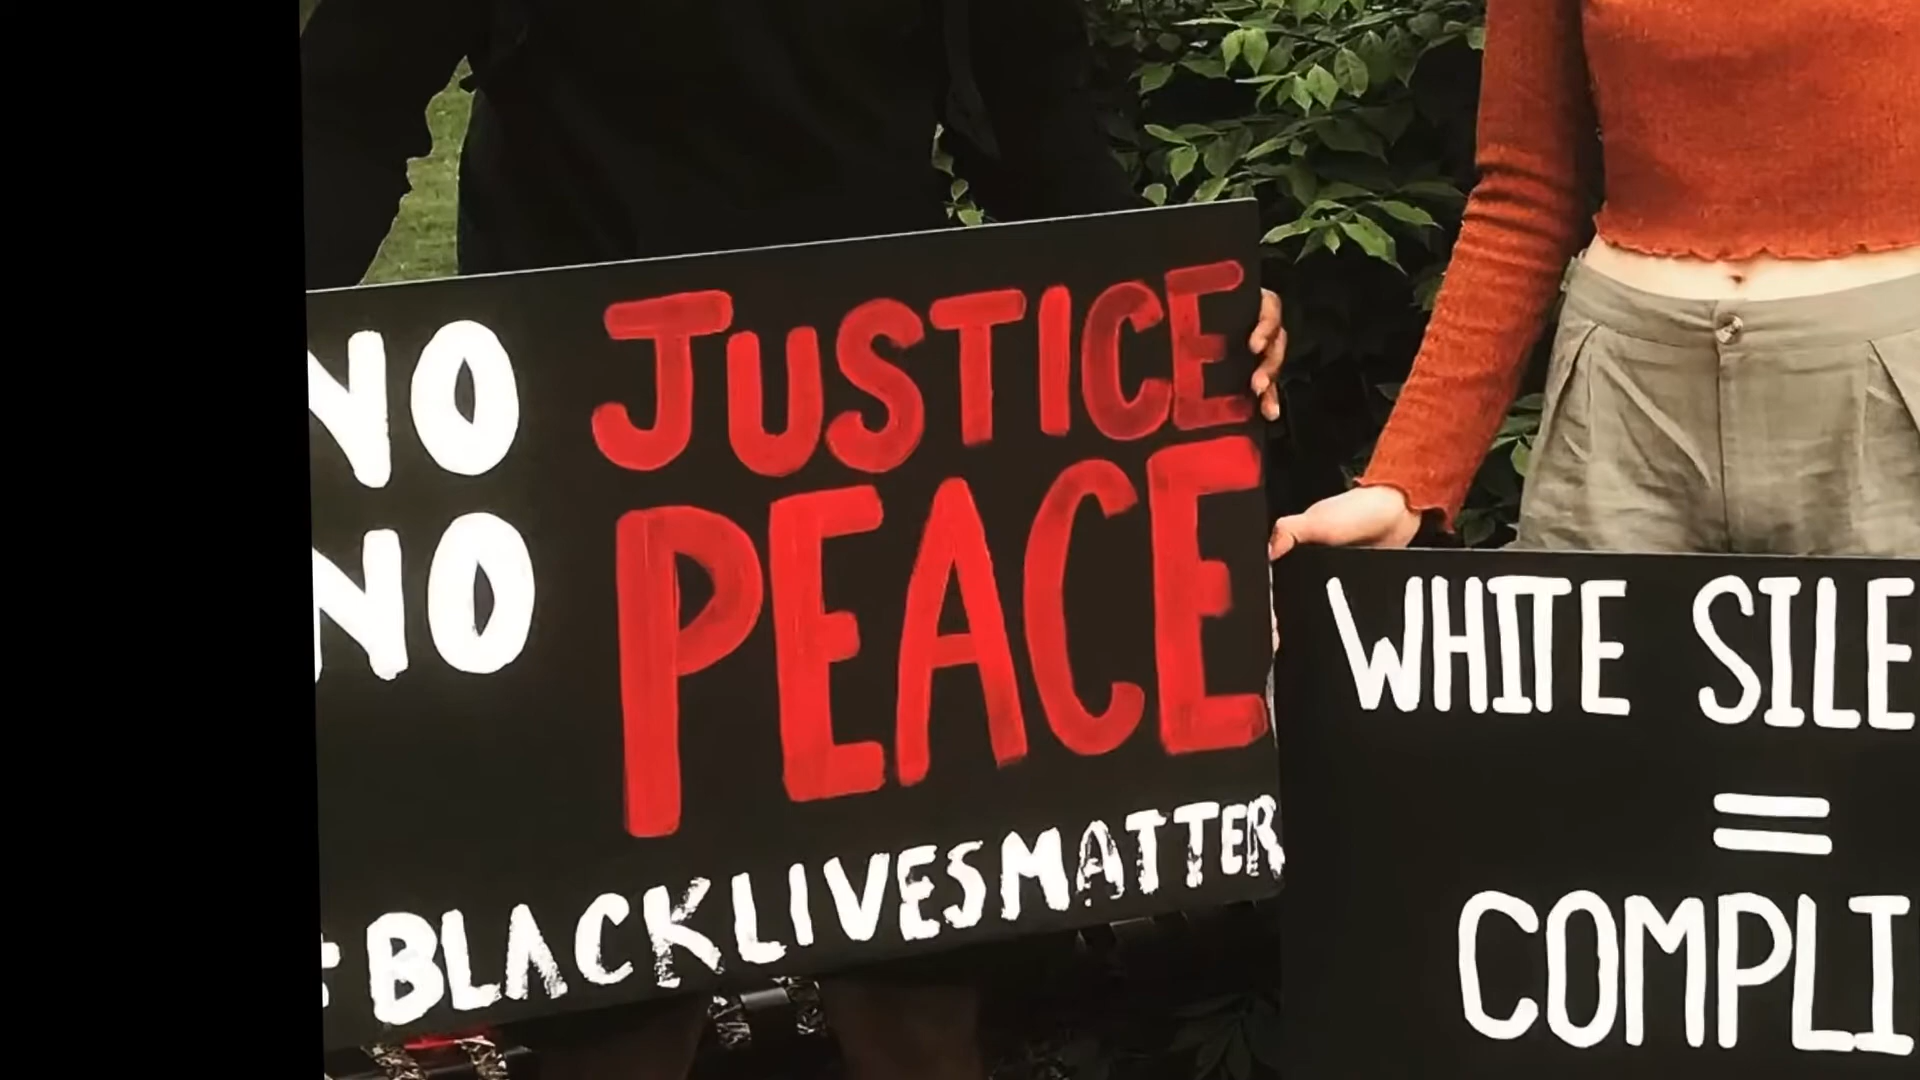 NO JUSTICE
NO PEACE
#BLACKLIVESMATTER
WHITE SILE
=
COMPLI